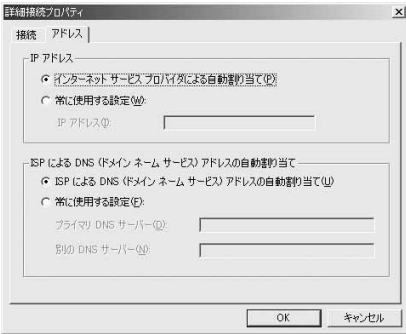 詳細接続プロパティ
接続 アドレス
IP アドレス
インターネット サービス プロバイダによる自動割り当て(P)
常に使用する設定(W):
IP アドレス(I):
ISP による DNS (ドメイン ネーム サービス) アドレスの自動割り当て
ISP による DNS (ドメイン ネーム サービス) アドレスの自動割り当て(U)
常に使用する設定(F):
プライマリ DNS サーバー(D):
別の DNS サーバー(N):
OK キャンセル